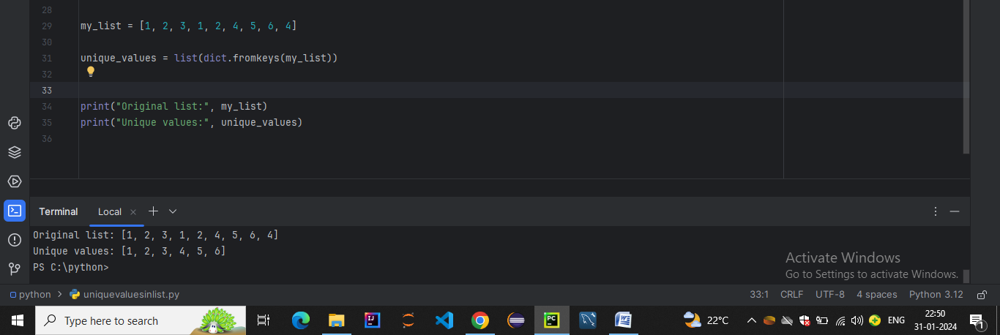 28
29 my_list = [1, 2, 3, 1, 2, 4, 5, 6, 4]
30
31 unique_values = list(dict.fromkeys(my_list))
32
33
34 print("Original list:", my_list)
35 print("Unique values:", unique_values)
36
Terminal Local
Original list: [1, 2, 3, 1, 2, 4, 5, 6, 4]
Unique values: [1, 2, 3, 4, 5, 6]
PS C:\python>
Activate Windows
Go to Settings to activate Windows.
python > uniquevaluesinlist.py 33:1 CRLF UTF-8 4 spaces Python 3.12
Type here to search IJ PC W 22°C ENG 22:50
31-01-2024 1